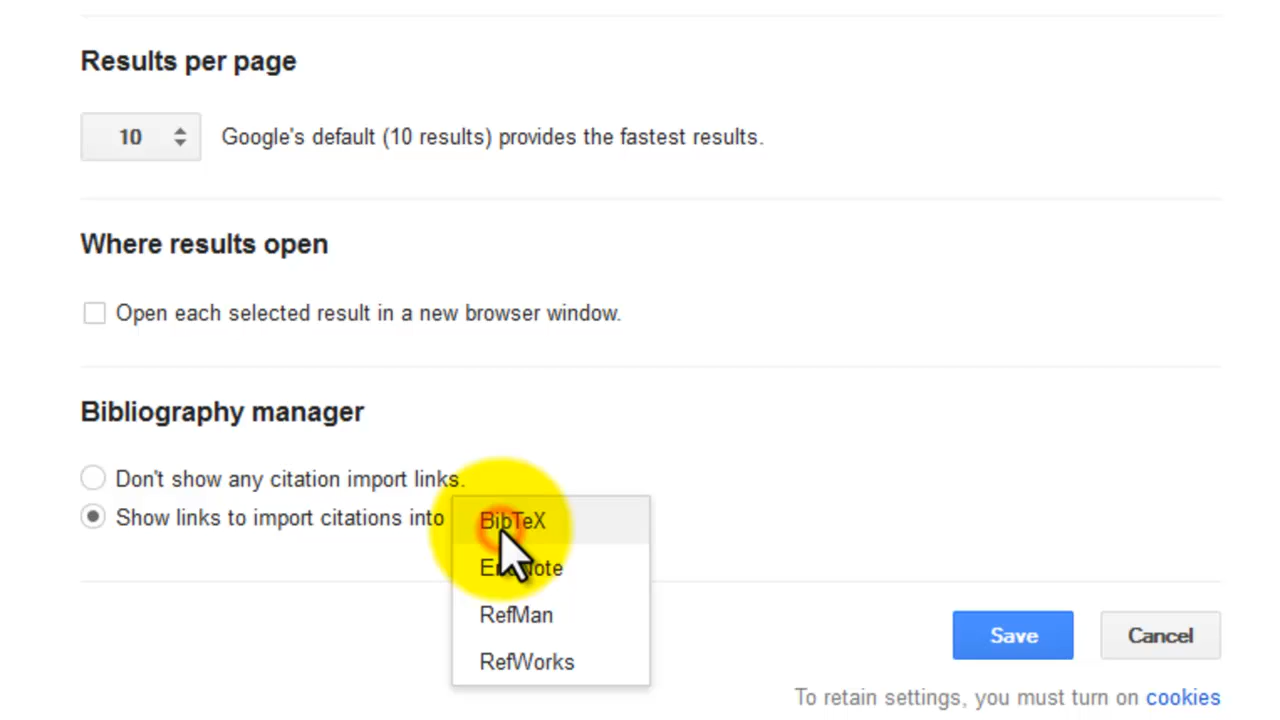 Results per page
10
Google's default (10 results) provides the fastest results.
Where results open
Open each selected result in a new browser window.
Bibliography manager
Don't show any citation import links.
Show links to import citations into
BibTeX
EndNote
RefMan
RefWorks
Save
Cancel
To retain settings, you must turn on cookies